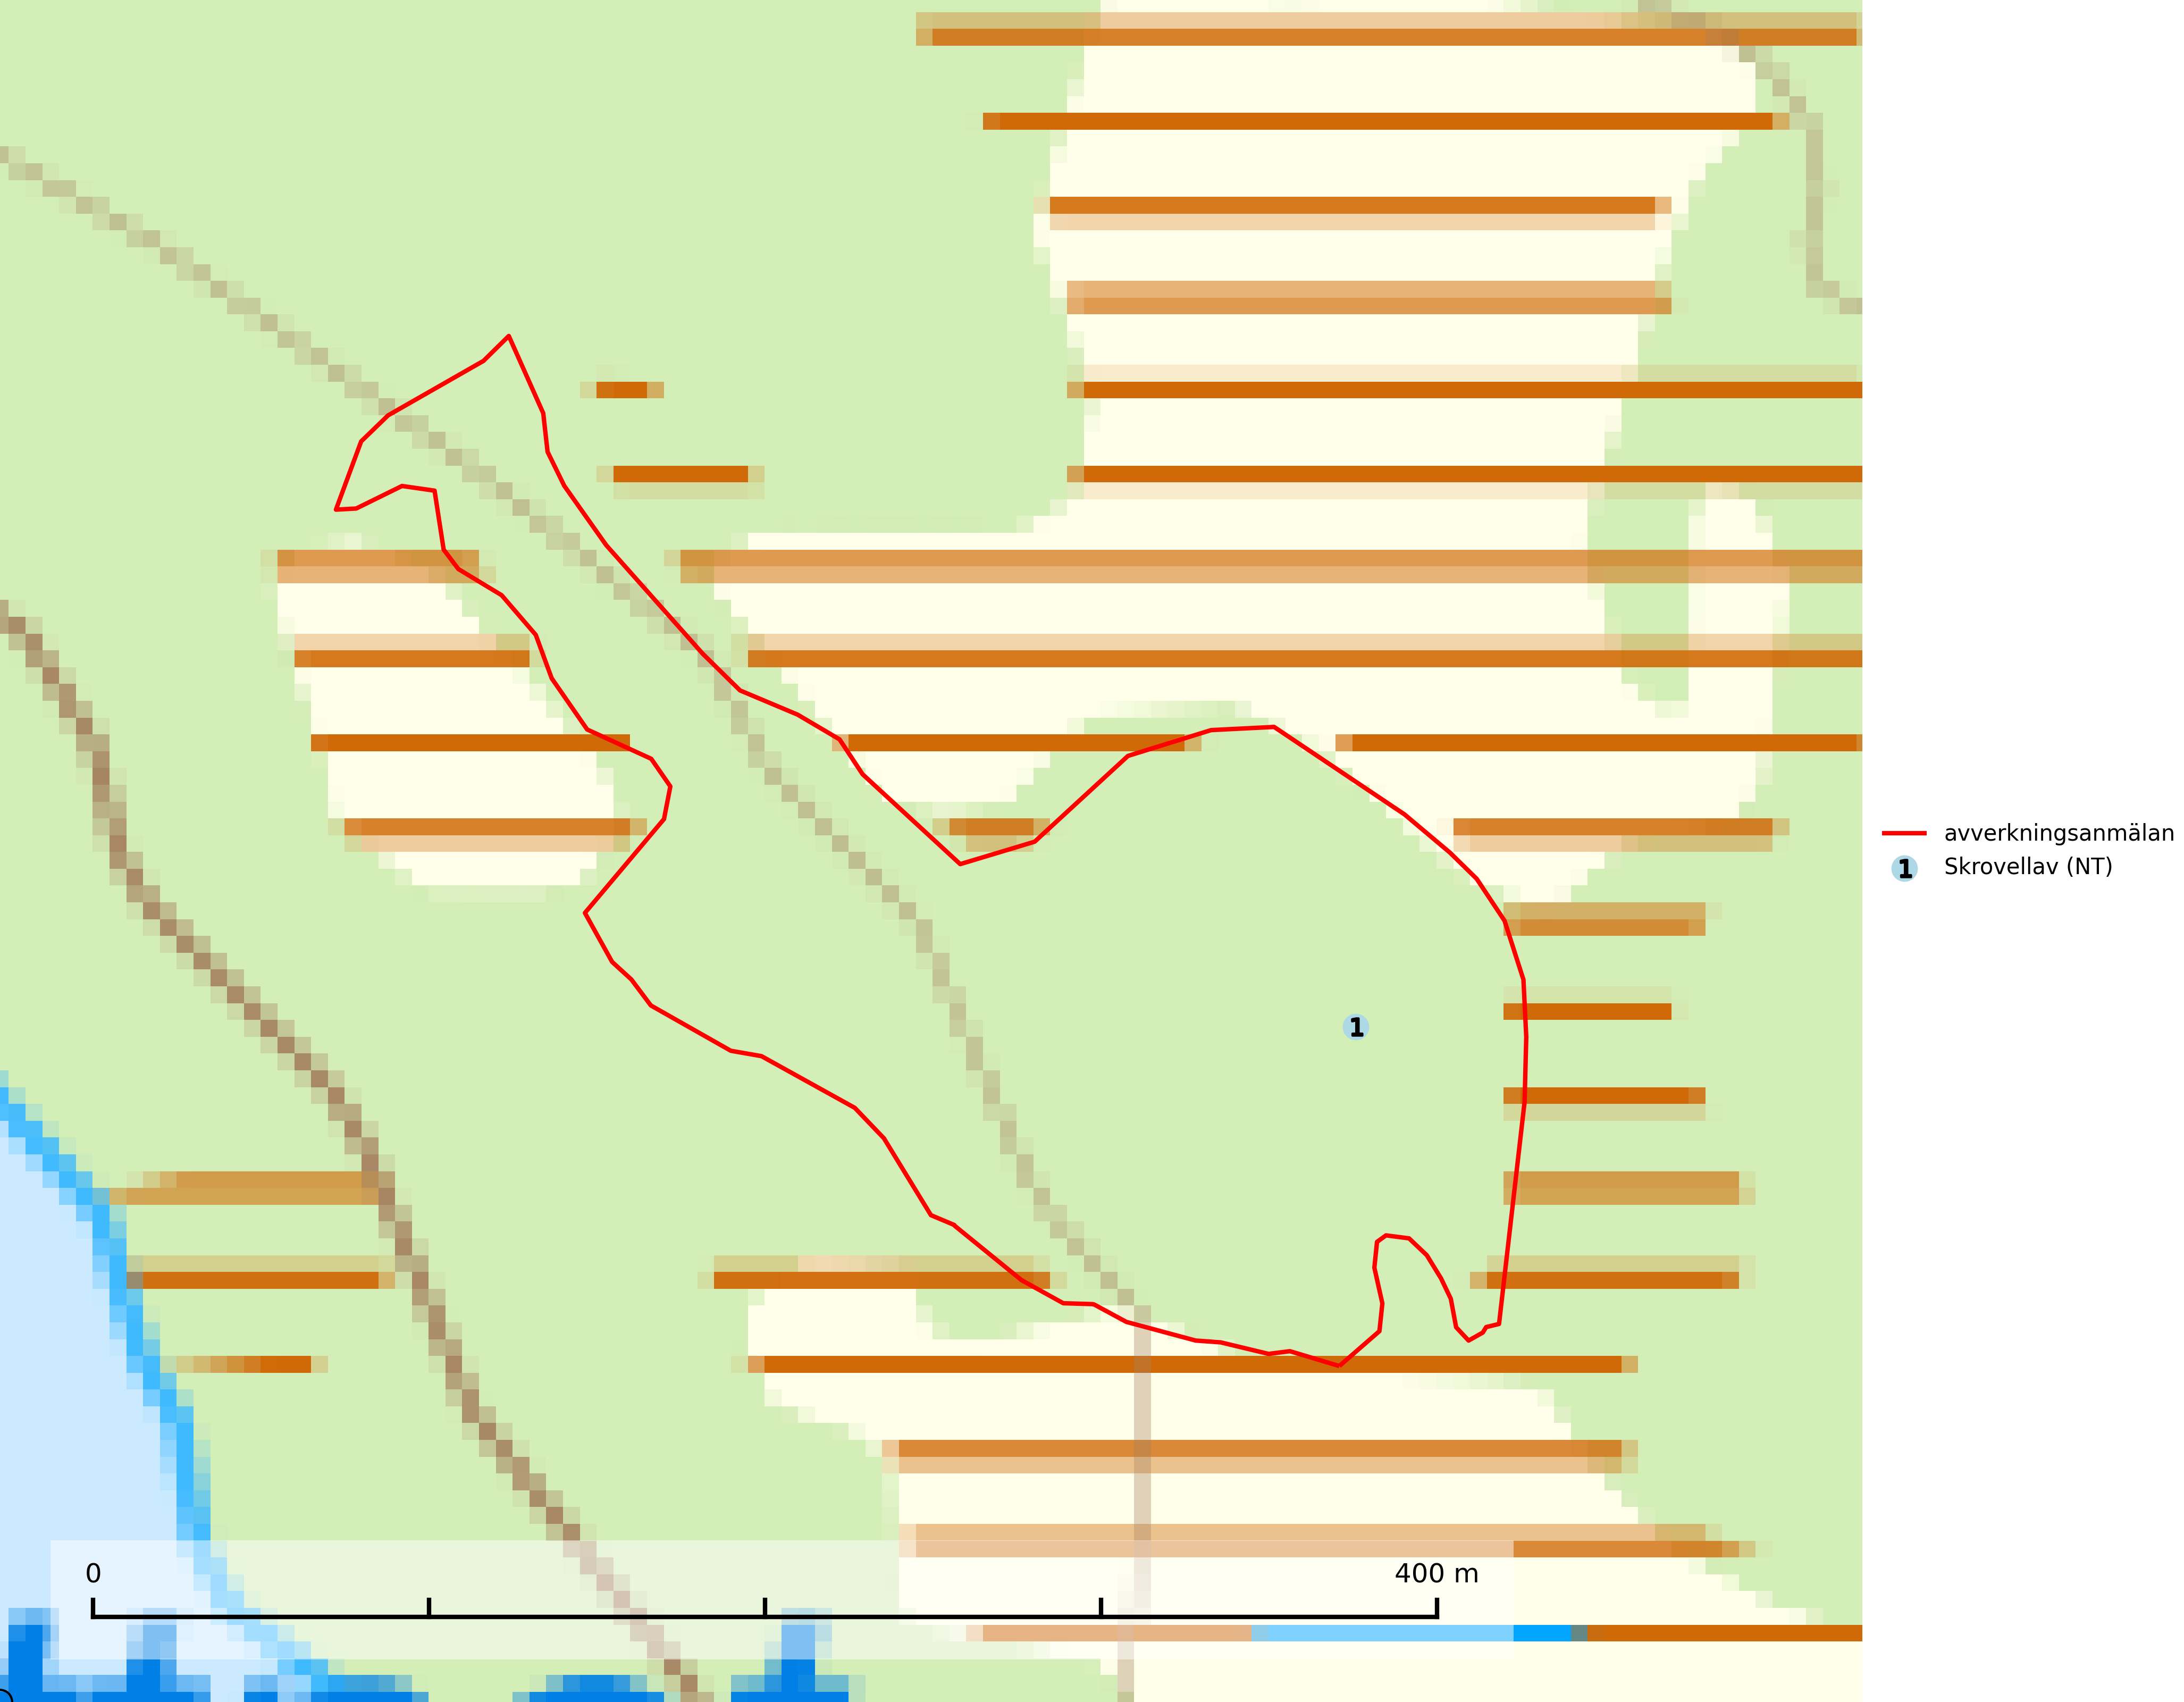 1
avverkningsanmälan
1 Skrovellav (NT)
0 400 m